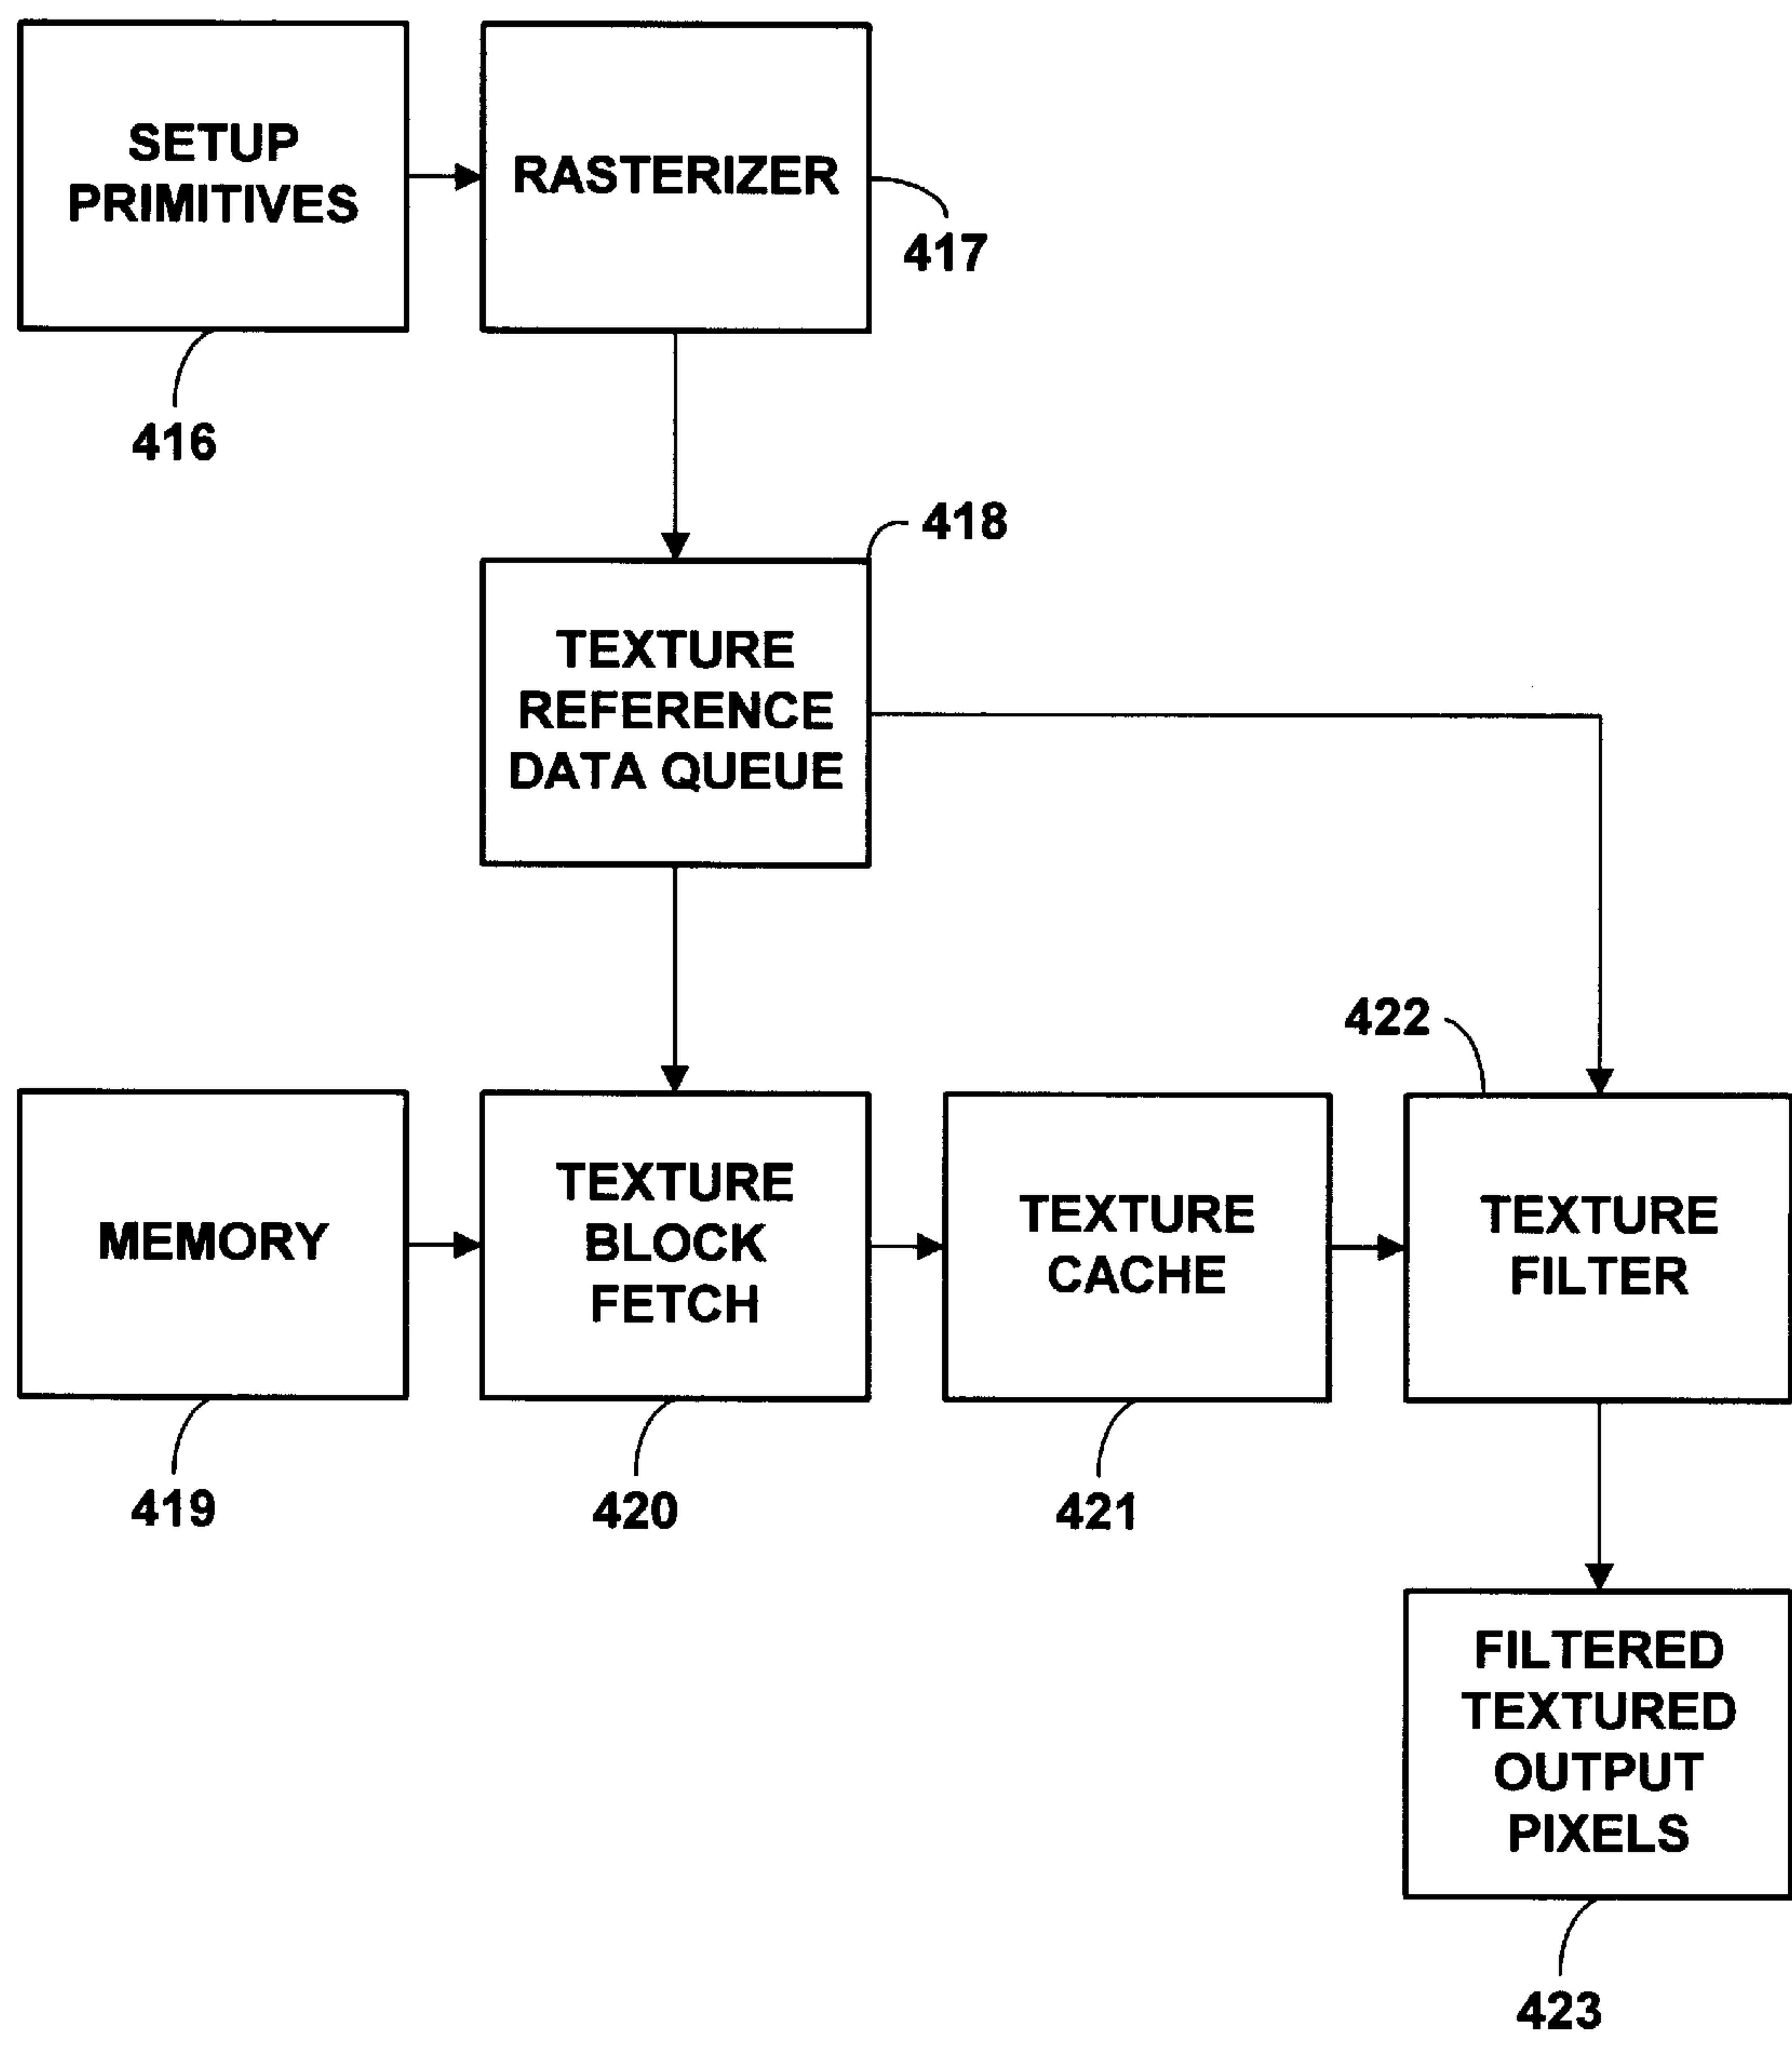 SETUP
PRIMITIVES
RASTERIZER
417
416
418
TEXTURE
REFERENCE
DATA QUEUE
422
MEMORY
TEXTURE
BLOCK
FETCH
TEXTURE
CACHE
TEXTURE
FILTER
419
420
421
FILTERED
TEXTURED
OUTPUT
PIXELS
423